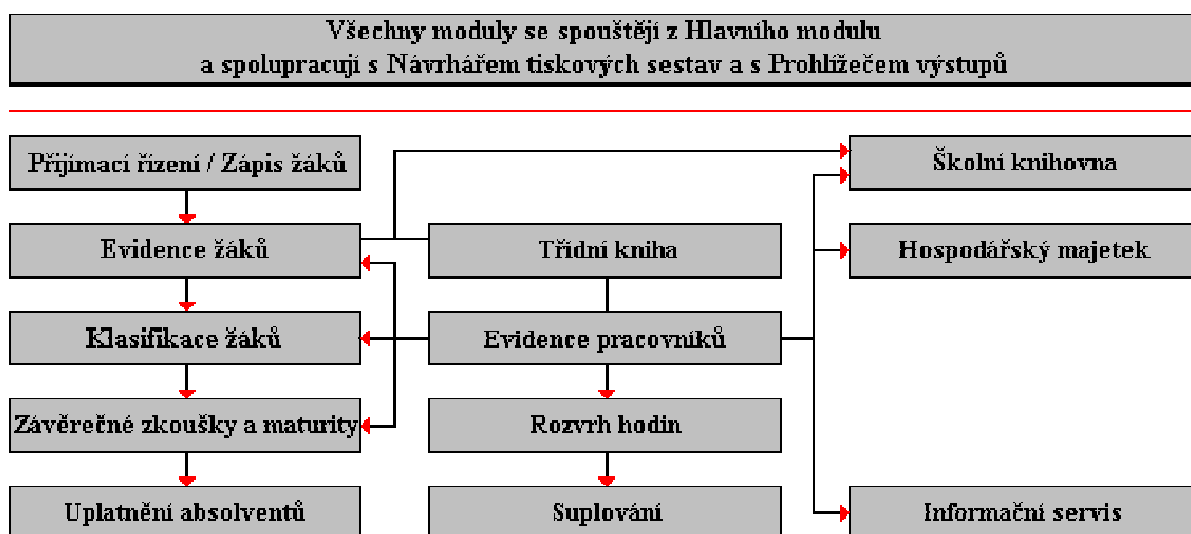 Všechny moduly se spouštějí z Hlavního modulu
a spolupracují s Návrhářem tiskových sestav a s Prohlížečem výstupů
Přijímací řízení / Zápis žáků
Školní knihovna
Evidence žáků
Třídní kniha
Hospodářský majetek
Klasifikace žáků
Evidence pracovníků
Závěrečné zkoušky a maturity
Rozvrh hodin
Uplatnění absolventů
Suplování
Informační servis